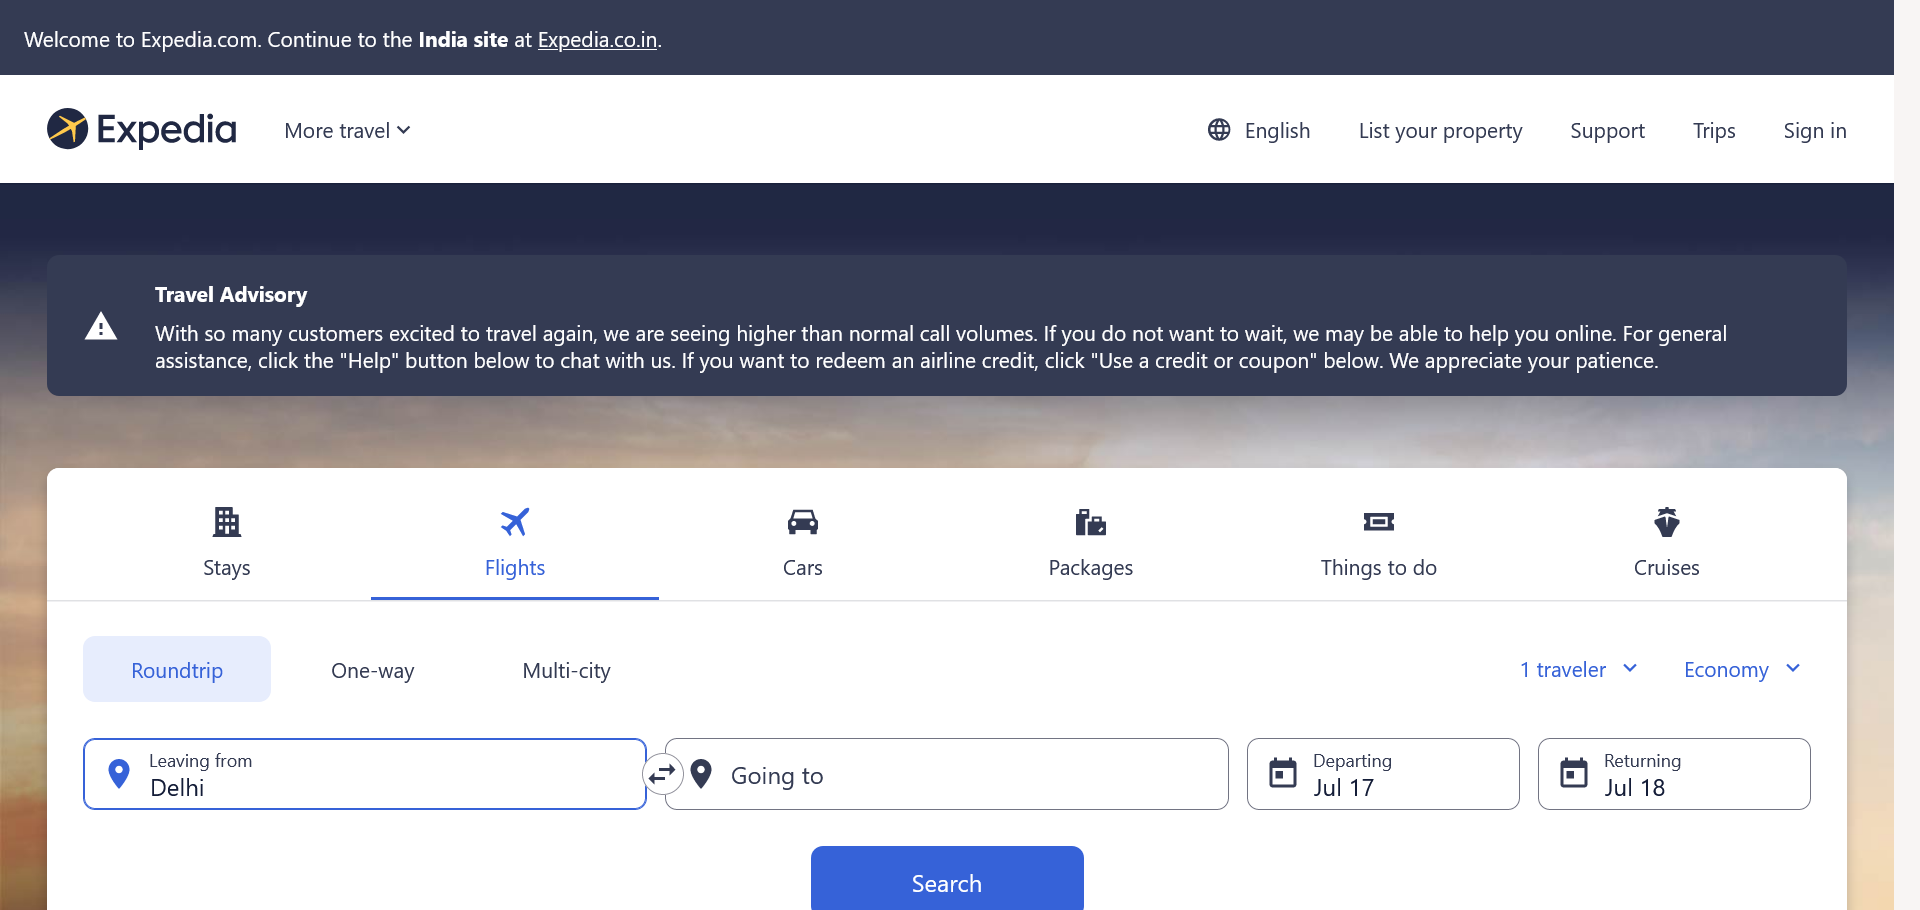 Welcome to Expedia.com. Continue to the India site at Expedia.co.in.
Expedia
More travel
English
List your property
Support
Trips
Sign in
Travel Advisory
With so many customers excited to travel again, we are seeing higher than normal call volumes. If you do not want to wait, we may be able to help you online. For general
assistance, click the "Help" button below to chat with us. If you want to redeem an airline credit, click "Use a credit or coupon" below. We appreciate your patience.
Stays
Flights
Cars
Packages
Things to do
Cruises
Roundtrip
One-way
Multi-city
1 traveler
Economy
Leaving from
Delhi
Going to
Departing
Jul 17
Returning
Jul 18
Search